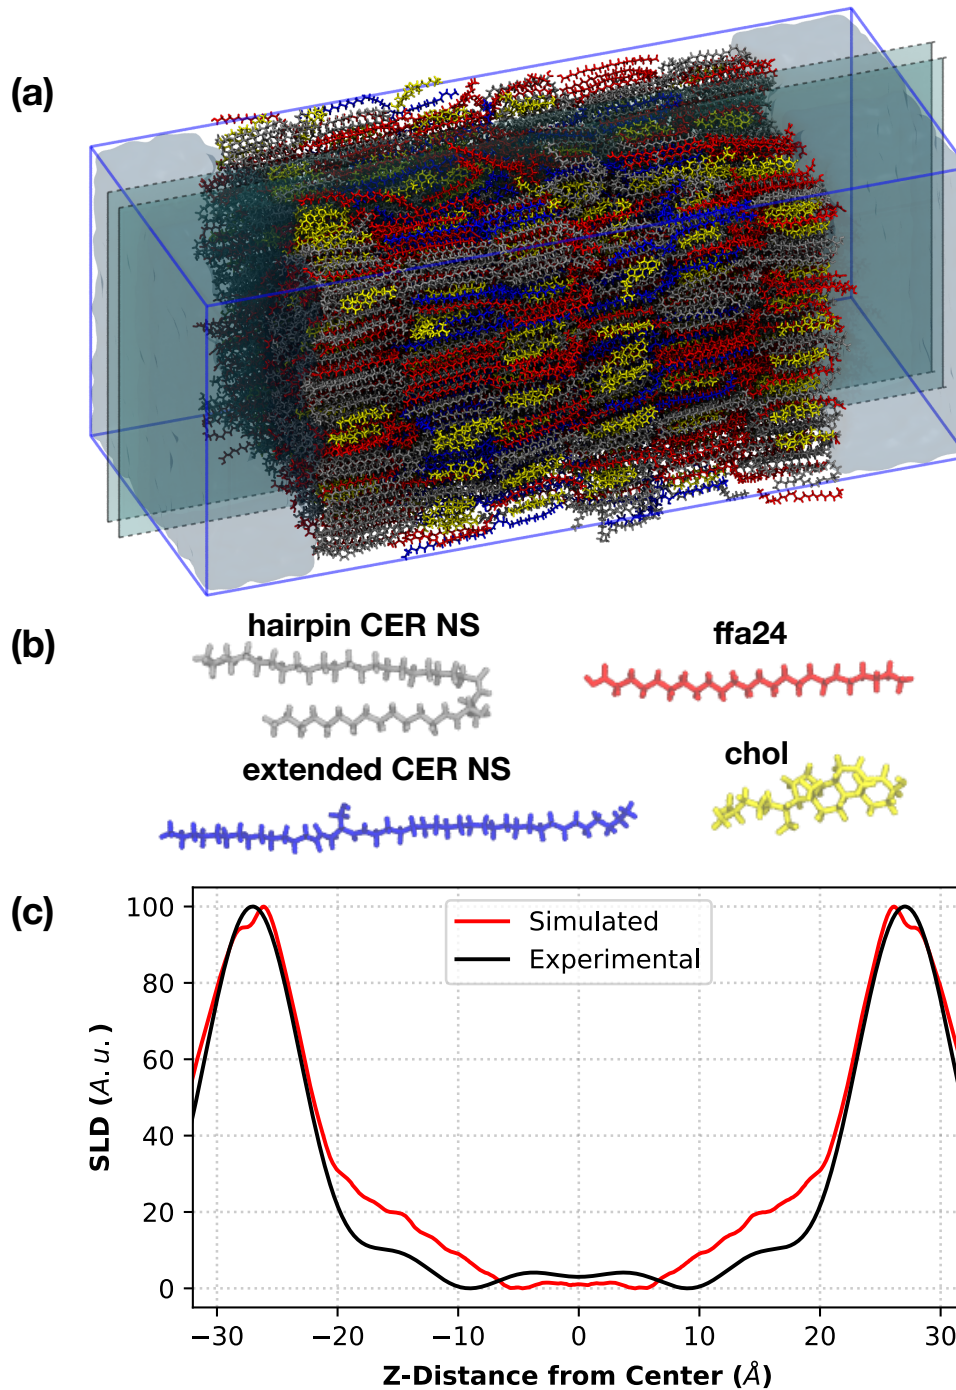 (a)
(b)
hairpin CER NS
ffa24
extended CER NS
chol
(c)
100
80
60
40
20
0
SLD (A.u.)
Simulated
Experimental
−30
−20
−10
0
10
20
30
Z-Distance from Center (Å)